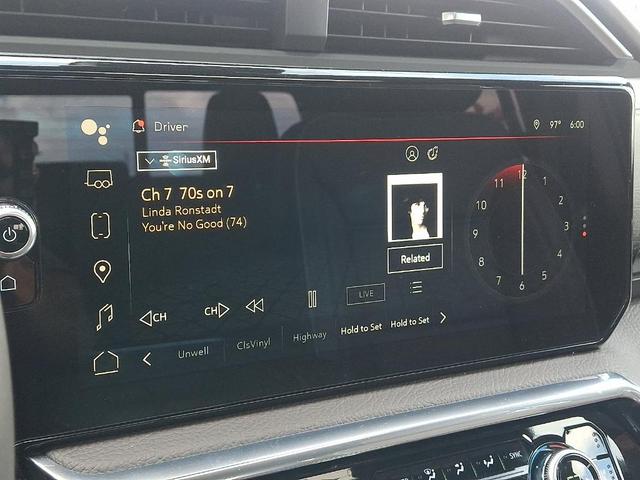 Driver
97° 6:00
SiriusXM
Ch 7 70s on 7
Linda Ronstadt
You're No Good (74)
Related
12
1
2
3
4
5
6
7
8
9
10
11
CH
CH
LIVE
Unwell
ClsVinyl
Highway
Hold to Set
Hold to Set
SYNC